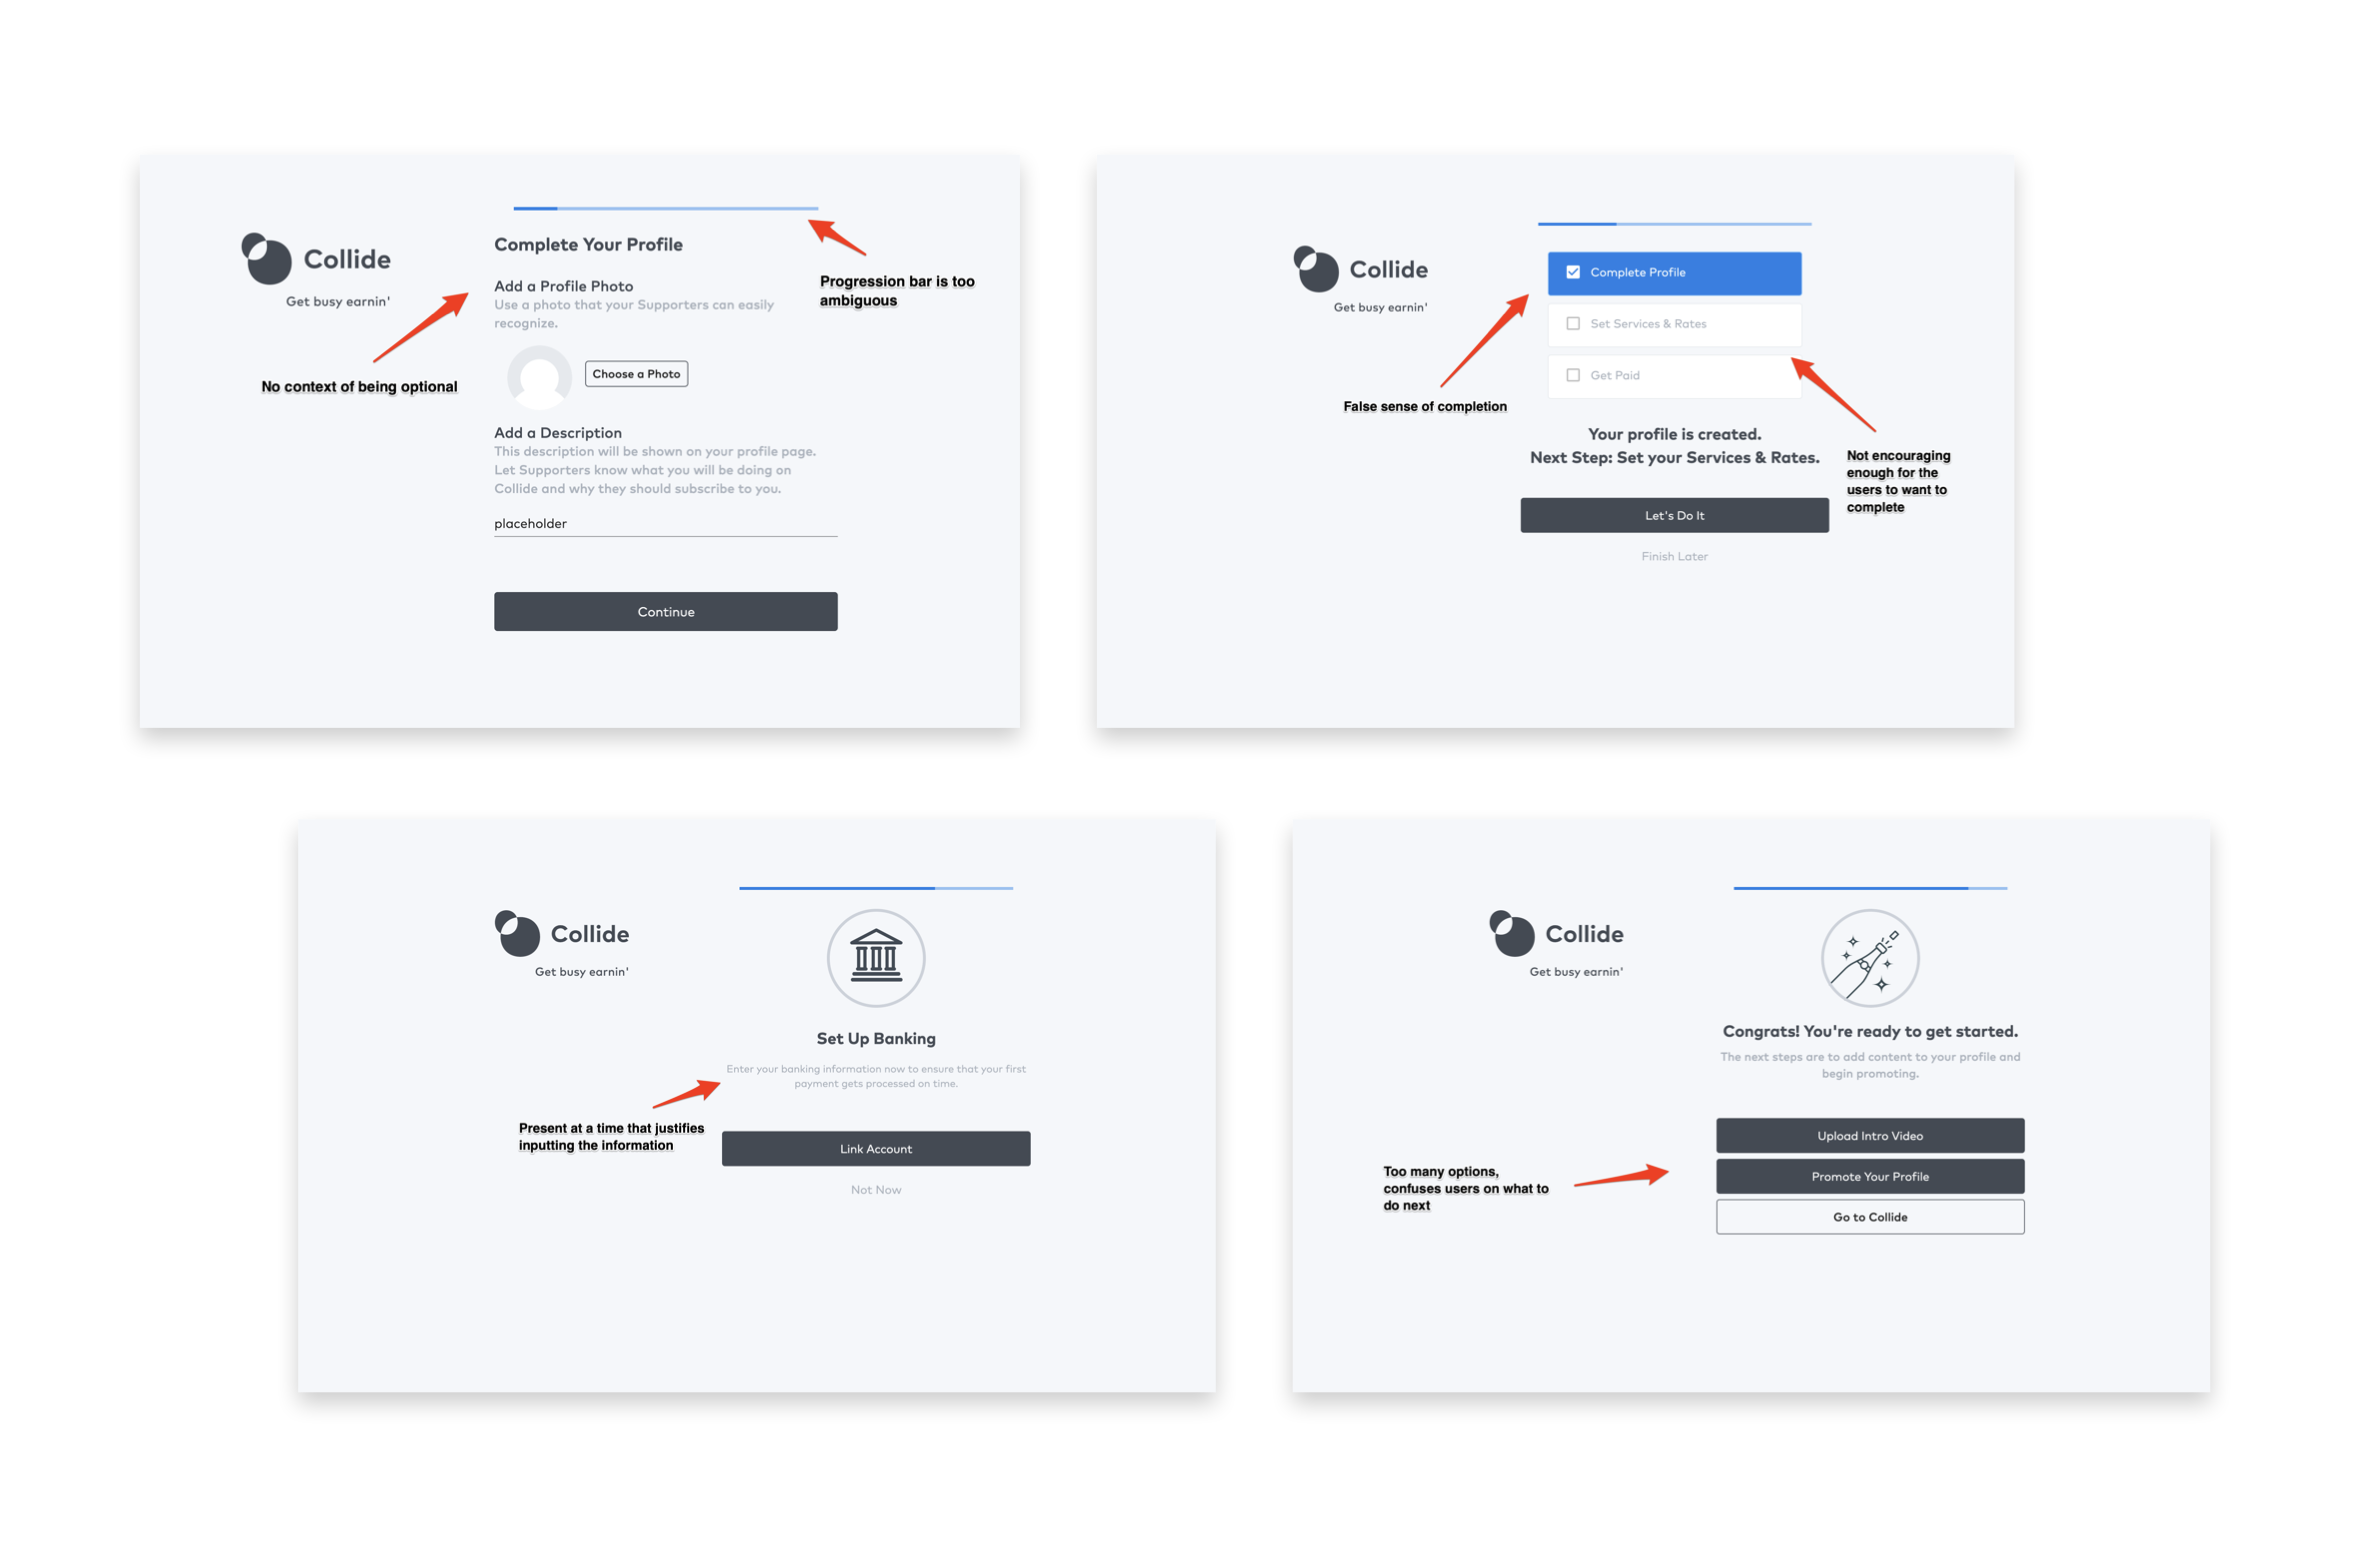 Collide
Get busy earnin'
No context of being optional
Complete Your Profile
Add a Profile Photo
Use a photo that your Supporters can easily
recognize.
Choose a Photo
Add a Description
This description will be shown on your profile page.
Let Supporters know what you will be doing on
Collide and why they should subscribe to you.
placeholder
Continue
Progression bar is too
ambiguous
Collide
Get busy earnin'
False sense of completion
Complete Profile
Set Services & Rates
Get Paid
Your profile is created.
Next Step: Set your Services & Rates.
Let's Do It
Finish Later
Not encouraging
enough for the
users to want to
complete
Collide
Get busy earnin'
Set Up Banking
Enter your banking information now to ensure that your first
payment gets processed on time.
Present at a time that justifies
inputting the information
Link Account
Not Now
Collide
Get busy earnin'
Congrats! You're ready to get started.
The next steps are to add content to your profile and
begin promoting.
Too many options,
confuses users on what to
do next
Upload Intro Video
Promote Your Profile
Go to Collide